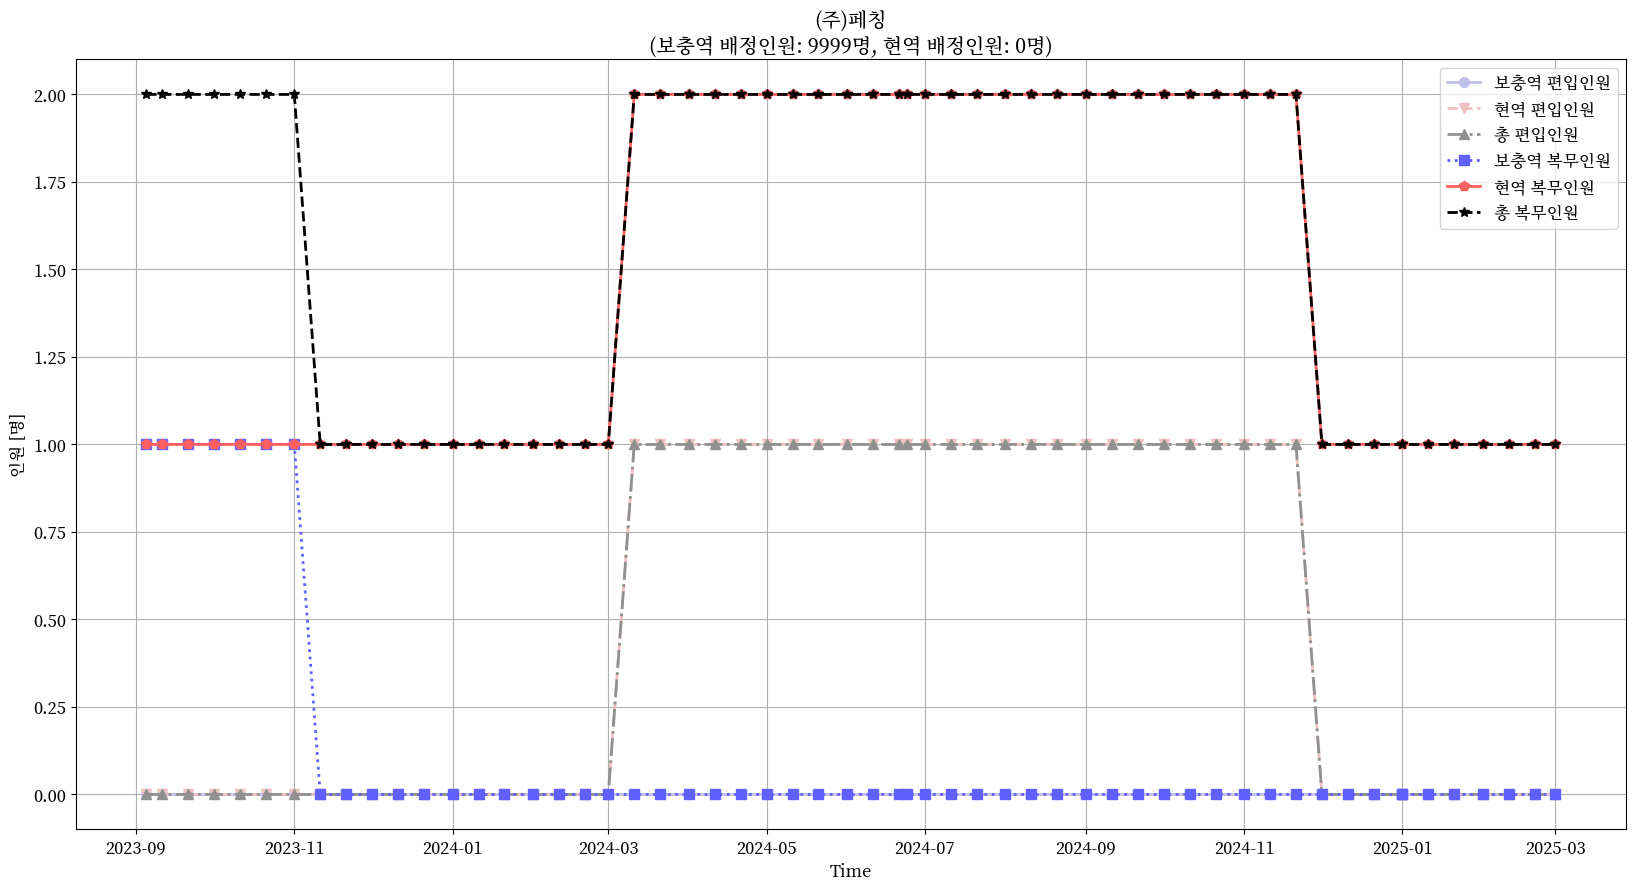 (주)페칭
(보충역 배정인원: 9999명, 현역 배정인원: 0명)
2.00
1.75
1.50
1.25
1.00
0.75
0.50
0.25
0.00
인원 [명]
보충역 편입인원
현역 편입인원
총 편입인원
보충역 복무인원
현역 복무인원
총 복무인원
2023-09
2023-11
2024-01
2024-03
2024-05
2024-07
2024-09
2024-11
2025-01
2025-03
Time